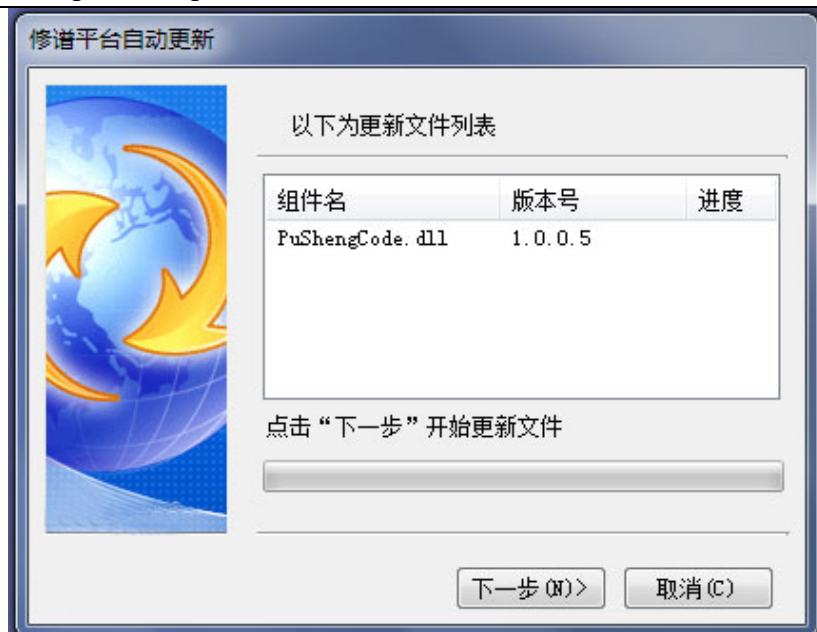 修谱平台自动更新
以下为更新文件列表
组件名 版本号 进度
PuShengCode.dll 1.0.0.5
点击“下一步”开始更新文件
下一步(N)> 取消(C)